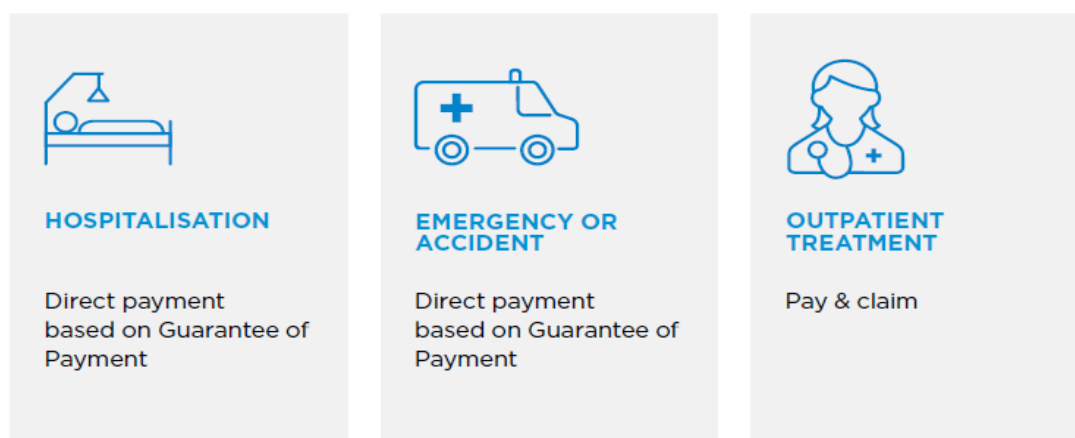 HOSPITALISATION
Direct payment
based on Guarantee of
Payment
EMERGENCY OR
ACCIDENT
Direct payment
based on Guarantee of
Payment
OUTPATIENT
TREATMENT
Pay & claim